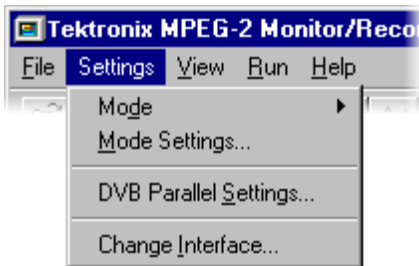 Tektronix MPEG-2 Monitor/Reco
File Settings View Run Help
Mode
Mode Settings...
DVB Parallel Settings...
Change Interface...